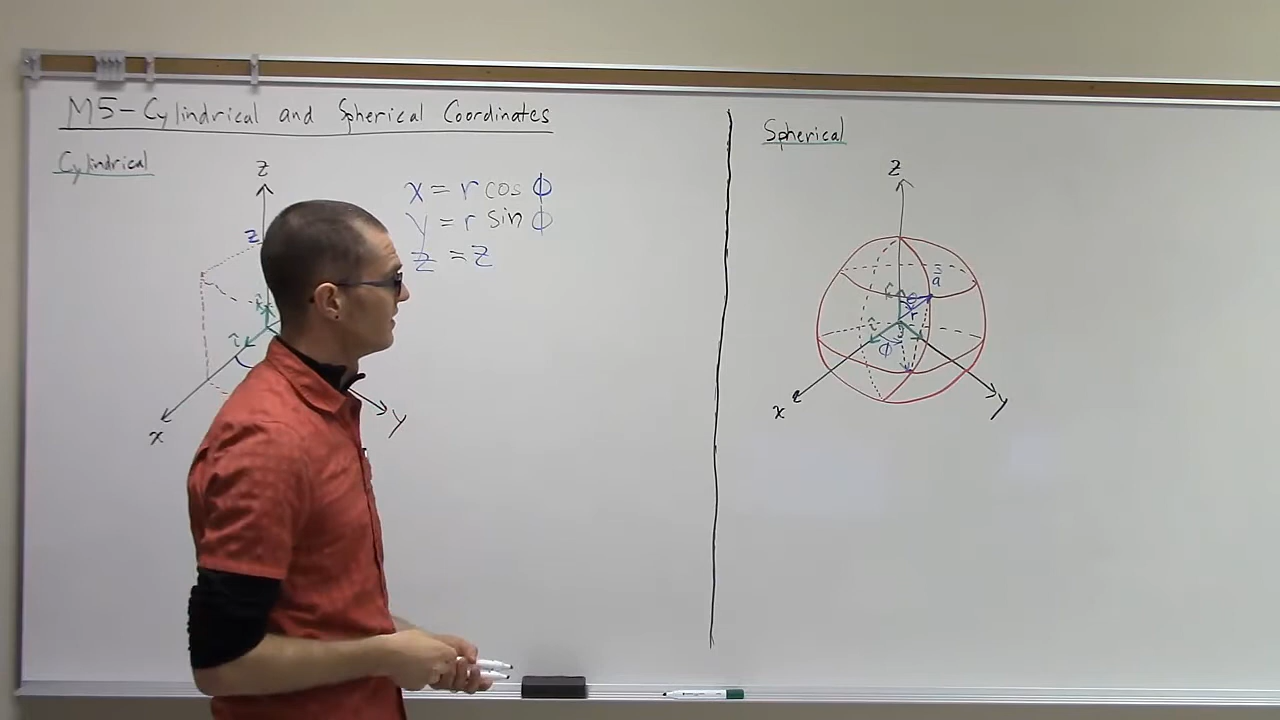 M5-Cylindrical and Spherical Coordinates
Cylindrical
z
z
x = r cos ϕ
y = r sin ϕ
z = z
k̂
î
x
y
Spherical
z
ā
k̂
θ
r
î
ϕ
x
y